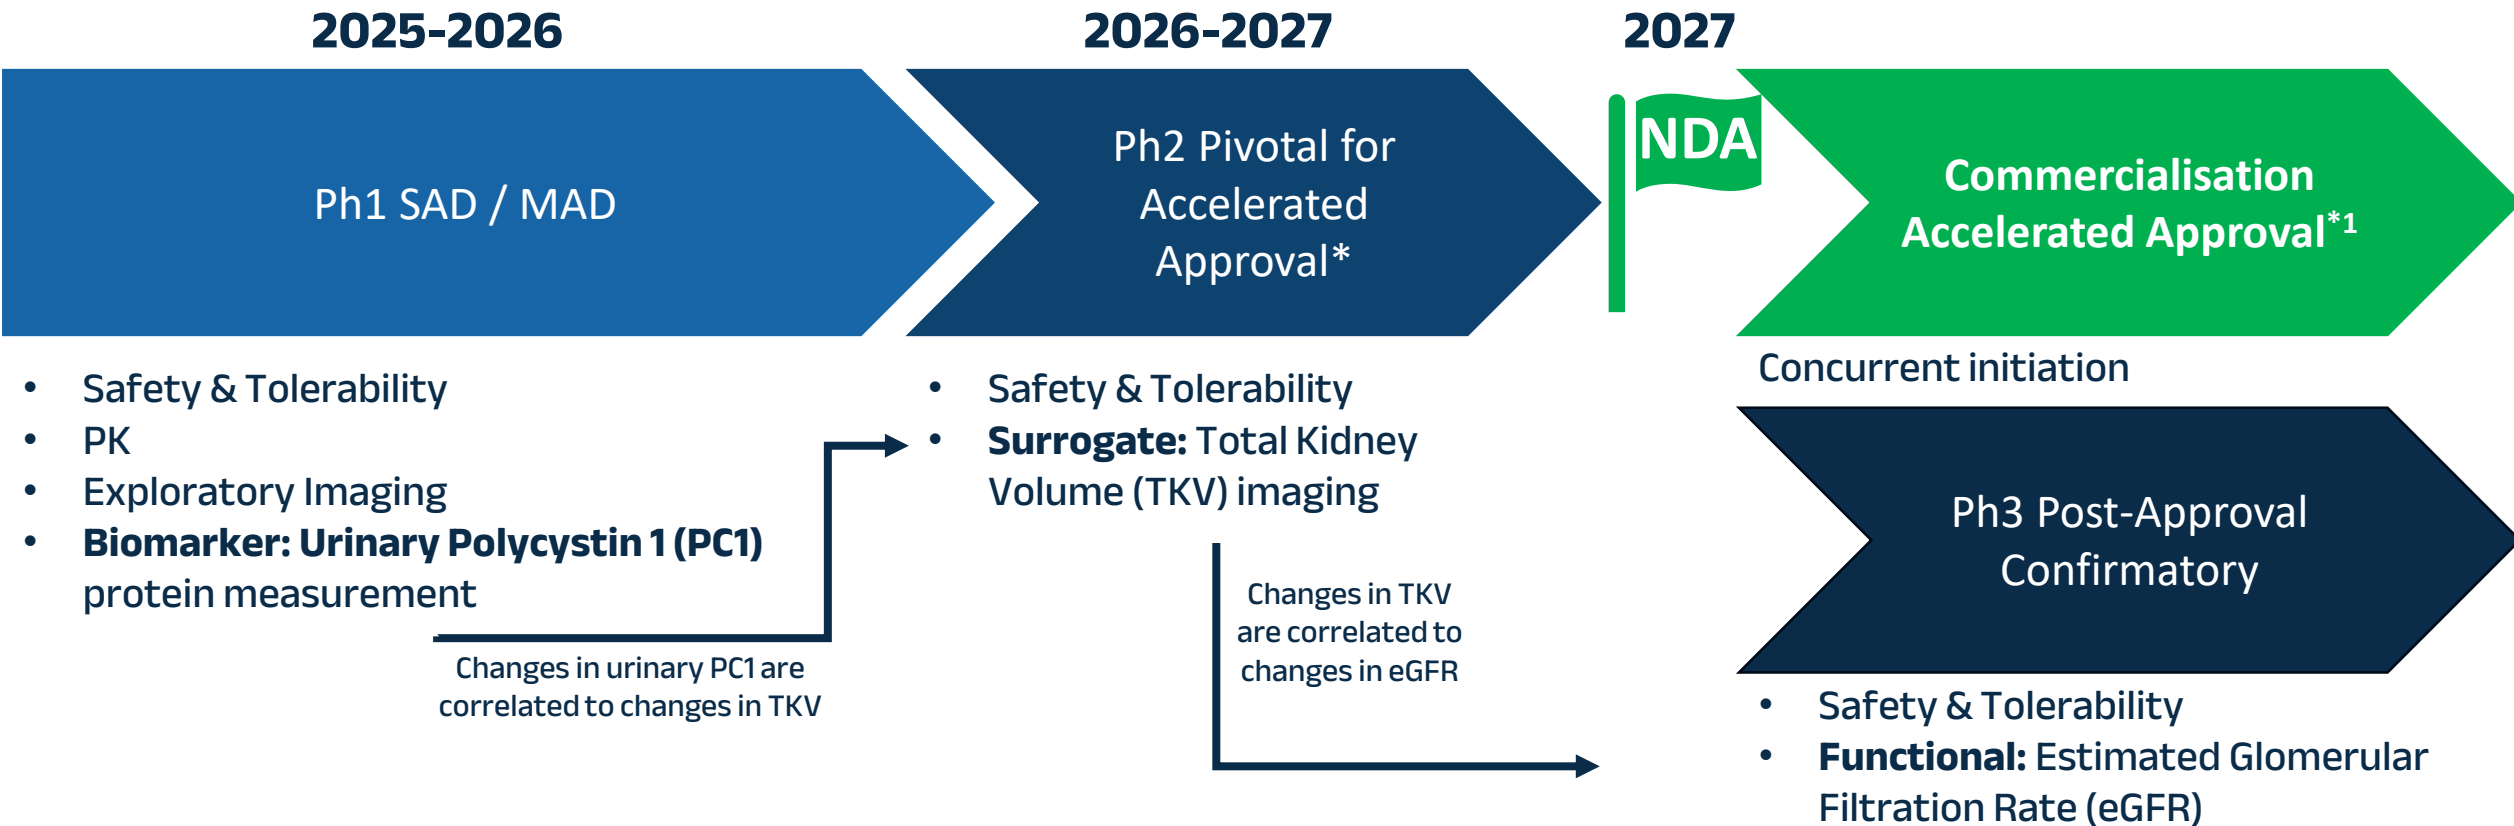 2025-2026
Ph1 SAD / MAD
• Safety & Tolerability
• PK
• Exploratory Imaging
• Biomarker: Urinary Polycystin 1 (PC1)
protein measurement
Changes in urinary PC1 are
correlated to changes in TKV
2026-2027
Ph2 Pivotal for
Accelerated
Approval*
• Safety & Tolerability
• Surrogate: Total Kidney
Volume (TKV) imaging
Changes in TKV
are correlated to
changes in eGFR
2027
NDA
Commercialisation
Accelerated Approval*1
Concurrent initiation
Ph3 Post-Approval
Confirmatory
• Safety & Tolerability
• Functional: Estimated Glomerular
Filtration Rate (eGFR)